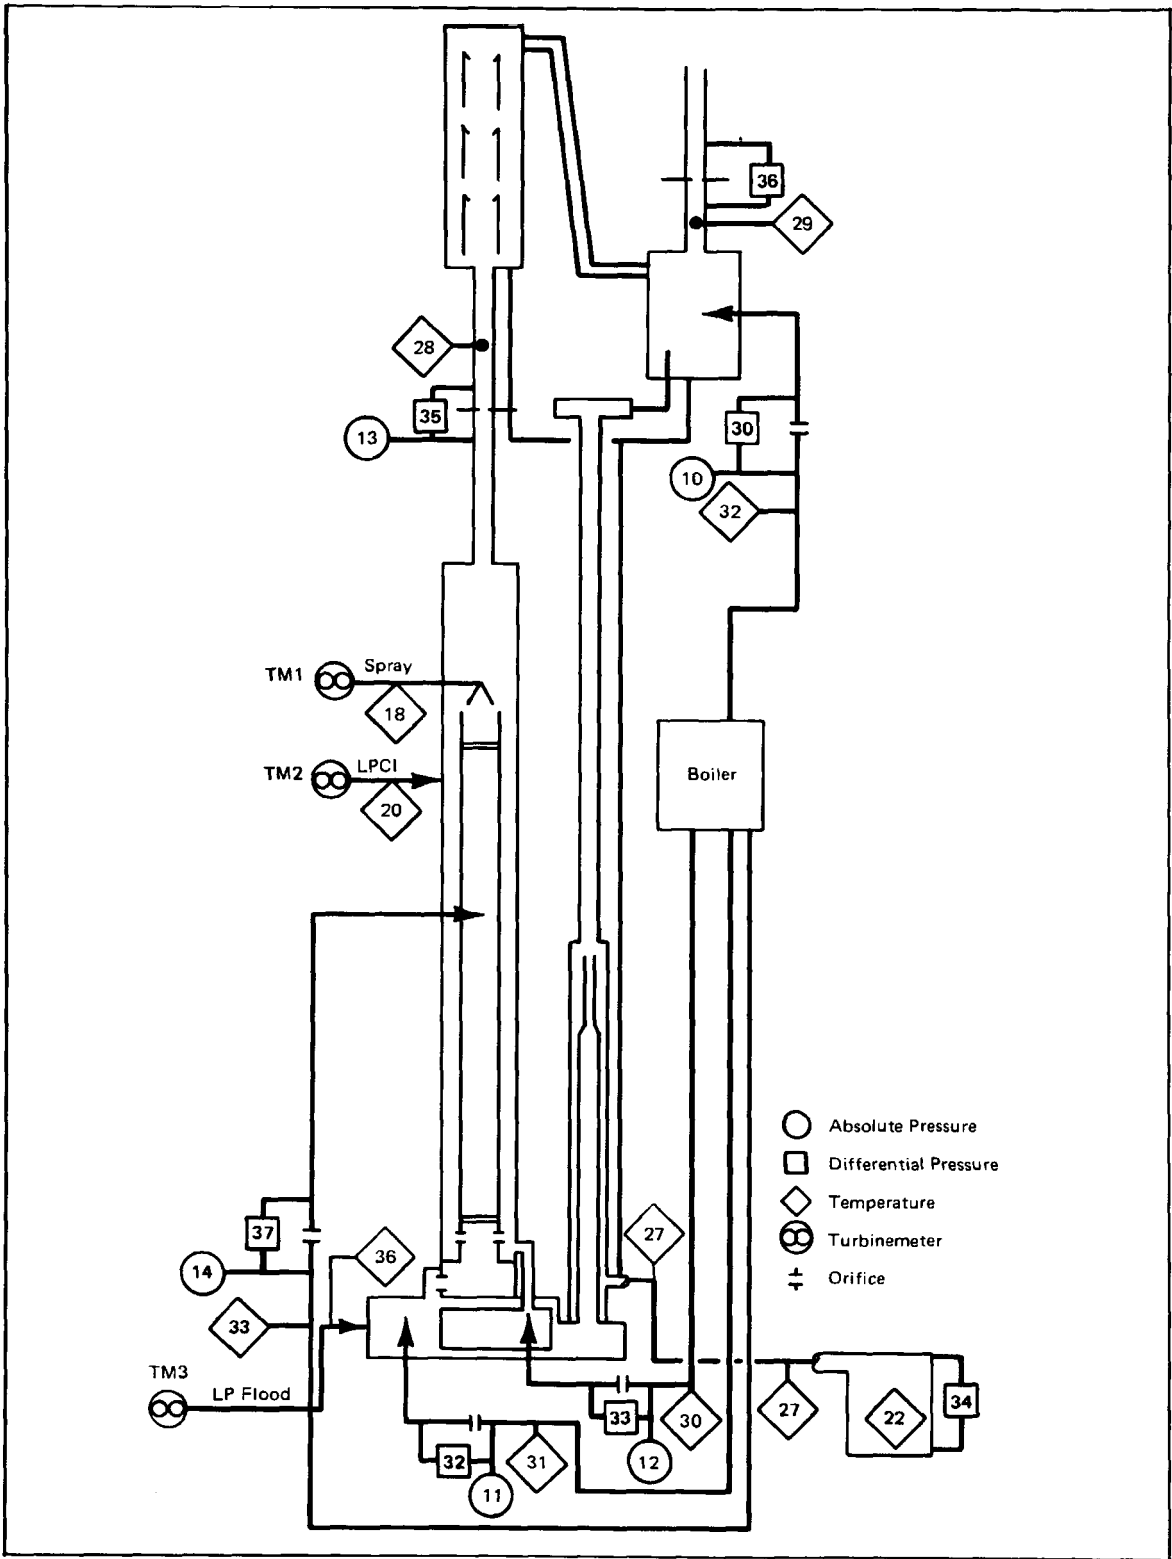 36
29
28
35
13
30
10
32
TM1
Spray
18
TM2
LPCI
20
Boiler
Absolute Pressure
Differential Pressure
Temperature
Turbinemeter
Orifice
37
14
36
27
33
TM3
LP Flood
33
30
27
22
34
32
31
12
11